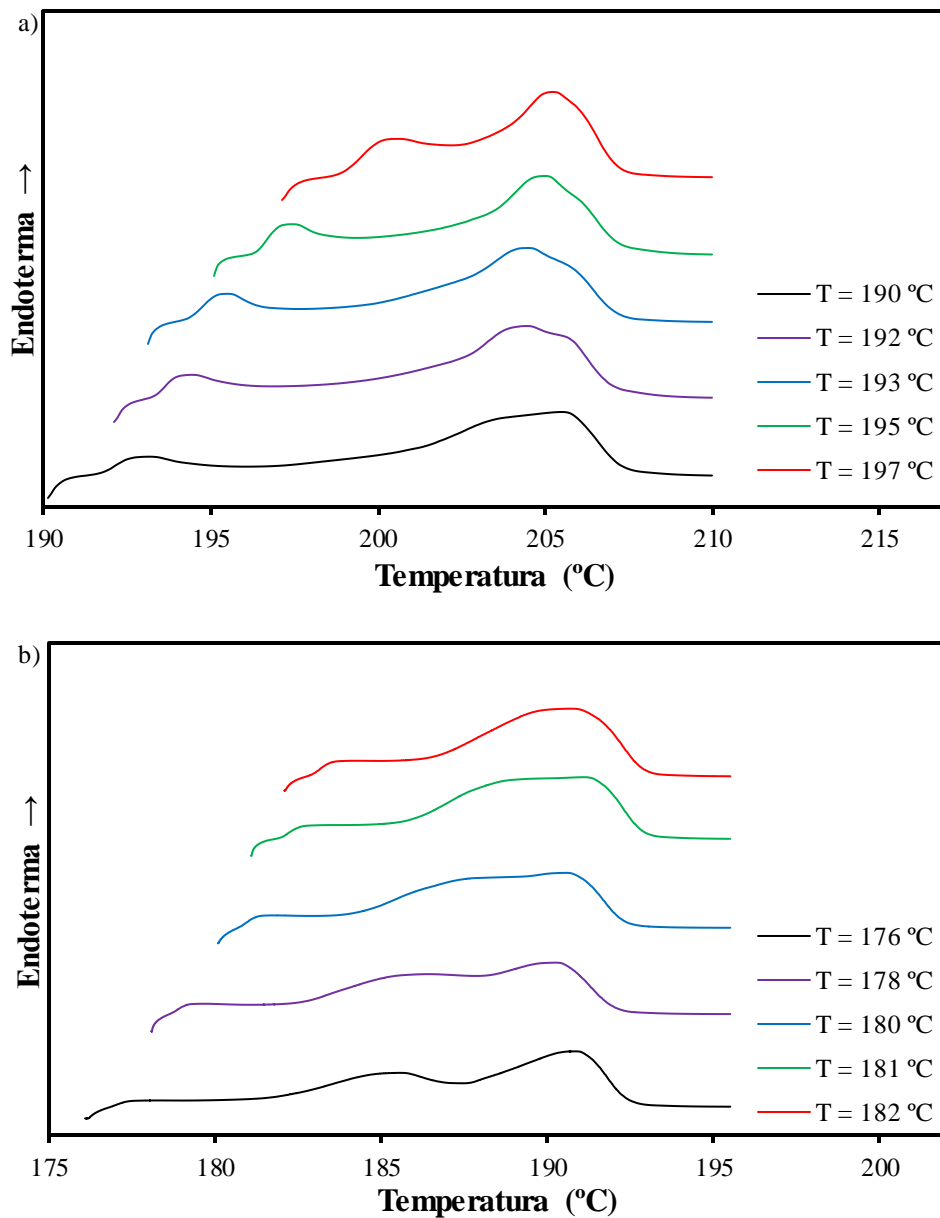 a)
Endoterma →
T = 190 ºC
T = 192 ºC
T = 193 ºC
T = 195 ºC
T = 197 ºC
190 195 200 205 210 215
Temperatura (ºC)
b)
Endoterma →
T = 176 ºC
T = 178 ºC
T = 180 ºC
T = 181 ºC
T = 182 ºC
175 180 185 190 195 200
Temperatura (ºC)